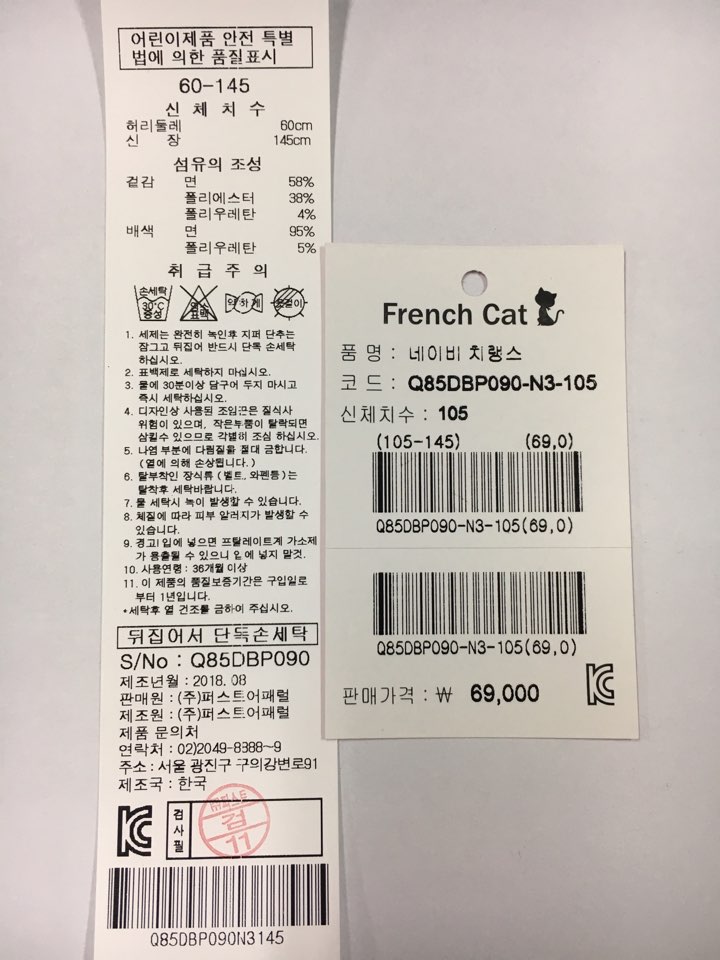 어린이제품 안전 특별
법에 의한 품질표시
60-145
신 체 치 수
허리둘레 60cm
신 장 145cm
섬유의 조성
겉감 면 58%
폴리에스터 38%
폴리우레탄 4%
배색 면 95%
폴리우레탄 5%
취 급 주 의
손세탁
30°C
중성
염소
표백
약하게
옷걸이
1. 세제는 완전히 녹인후 지퍼 단추는
잠그고 뒤집어 반드시 단독 손세탁
하십시오.
2. 표백제로 세탁하지 마십시오.
3. 물에 30분이상 담구어 두지 마시고
즉시 세탁하십시오.
4. 디자인상 사용된 조임끈은 질식사
위험이 있으며, 작은부품이 탈락되면
삼킬수 있으므로 각별히 조심 하십시오.
5. 나염 부분에 다림질을 절대 금합니다.
(열에 의해 손상됩니다.)
6. 탈부착인 장식류 (벨트, 와펜등)는
탈착후 세탁바랍니다.
7. 물 세탁시 녹이 발생할 수 있습니다.
8. 체질에 따라 피부 알러지가 발생할 수
있습니다.
9. 경고! 입에 넣으면 프탈레이트계 가소제
가 용출될 수 있으니 입에 넣지 말것.
10. 사용연령 : 36개월 이상
11. 이 제품의 품질보증기간은 구입일로
부터 1년입니다.
*세탁후 열 건조를 금하여 주십시오.
뒤집어서 단독손세탁
S/No : Q85DBP090
제조년월 : 2018. 08
판매원 : (주)퍼스트어패럴
제조원 : (주)퍼스트어패럴
제품 문의처
연락처 : 02)2049-8388~9
주소 : 서울 광진구 구의강변로91
제조국 : 한국
검사필
검
11
Q85DBP090N3145
French Cat
품 명 : 네이비 치랭스
코 드 : Q85DBP090-N3-105
신체치수 : 105
(105-145) (69,0)
Q85DBP090-N3-105(69,0)
Q85DBP090-N3-105(69,0)
판매가격 : ₩ 69,000